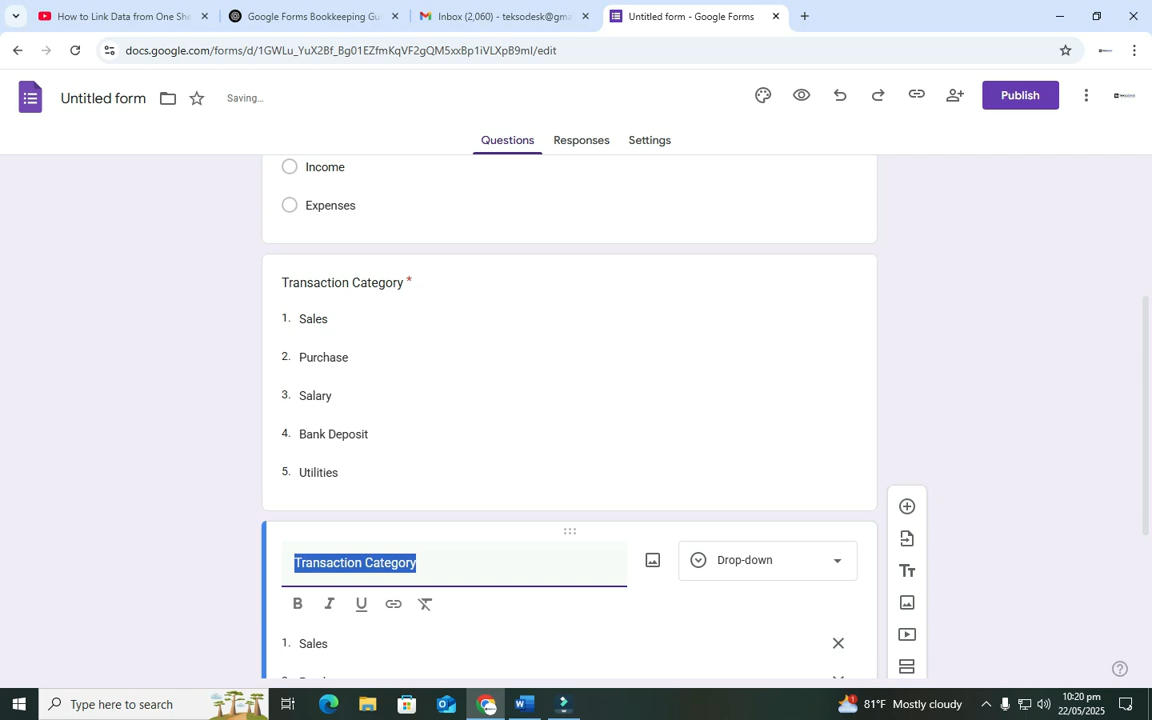 How to Link Data from One She
Google Forms Bookkeeping Gui
Inbox (2,060) - teksodesk@gma
Untitled form - Google Forms
docs.google.com/forms/d/1GWLu_YuX2Bf_Bg01EZfmKqVF2gQM5xxBp1iVLXpB9mI/edit
Untitled form
Saving...
Publish
Questions
Responses
Settings
Income
Expenses
Transaction Category *
1. Sales
2. Purchase
3. Salary
4. Bank Deposit
5. Utilities
Transaction Category
Drop-down
B I U
1. Sales
Type here to search
81°F Mostly cloudy
10:20 pm
22/05/2025